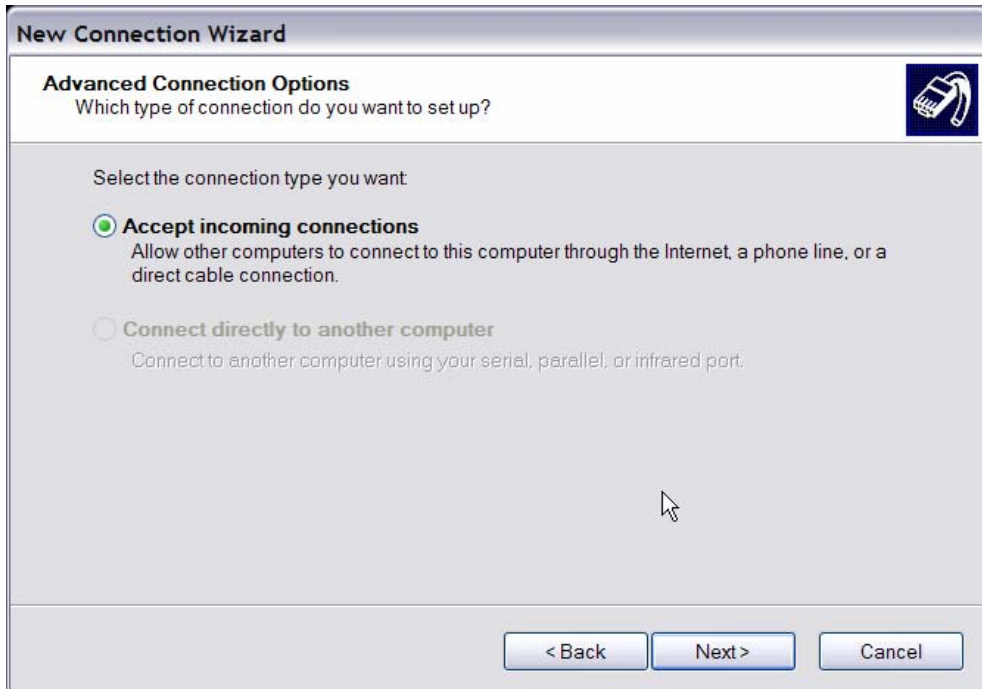 New Connection Wizard
Advanced Connection Options
Which type of connection do you want to set up?
Select the connection type you want:
Accept incoming connections
Allow other computers to connect to this computer through the Internet, a phone line, or a
direct cable connection.
Connect directly to another computer
Connect to another computer using your serial, parallel, or infrared port.
< Back
Next >
Cancel